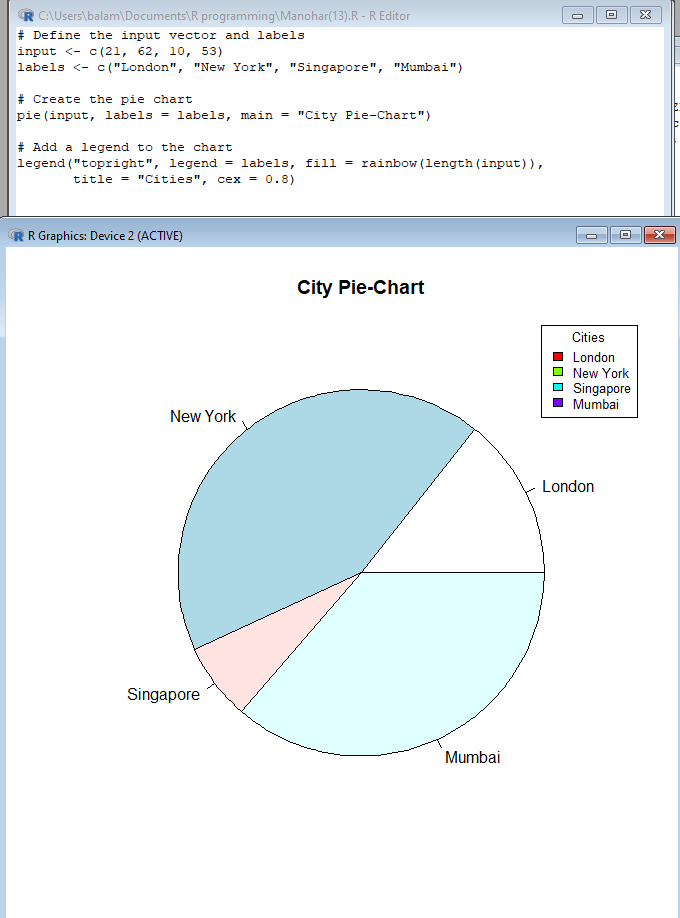 C:\Users\balam\Documents\R programming\Manohar(13).R - R Editor
# Define the input vector and labels
input <- c(21, 62, 10, 53)
labels <- c("London", "New York", "Singapore", "Mumbai")
# Create the pie chart
pie(input, labels = labels, main = "City Pie-Chart")
# Add a legend to the chart
legend("topright", legend = labels, fill = rainbow(length(input)),
title = "Cities", cex = 0.8)
R Graphics: Device 2 (ACTIVE)
City Pie-Chart
Cities
London
New York
Singapore
Mumbai
New York
London
Singapore
Mumbai